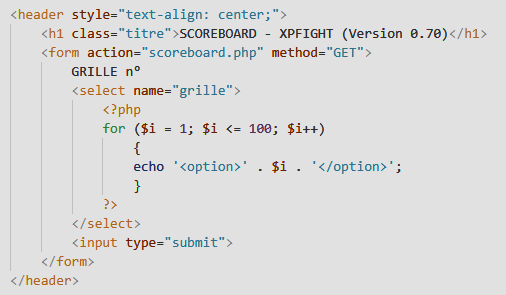 <header style="text-align: center;">
<h1 class="titre">SCOREBOARD - XPFIGHT (Version 0.70)</h1>
<form action="scoreboard.php" method="GET">
GRILLE n°
<select name="grille">
<?php
for ($i = 1; $i <= 100; $i++)
{
echo '<option>' . $i . '</option>';
}
?>
</select>
<input type="submit">
</form>
</header>